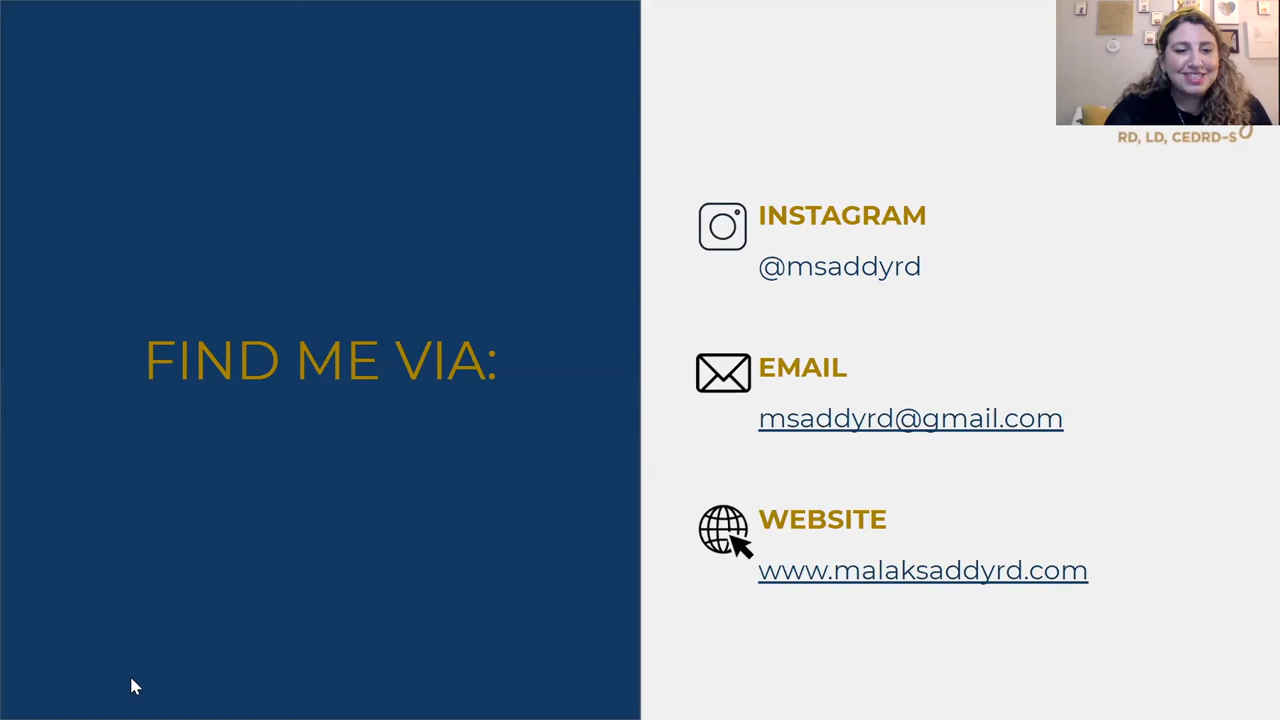 RD, LD, CEDRD-S
FIND ME VIA:
INSTAGRAM
@msaddyrd
EMAIL
msaddyrd@gmail.com
WEBSITE
www.malaksaddyrd.com